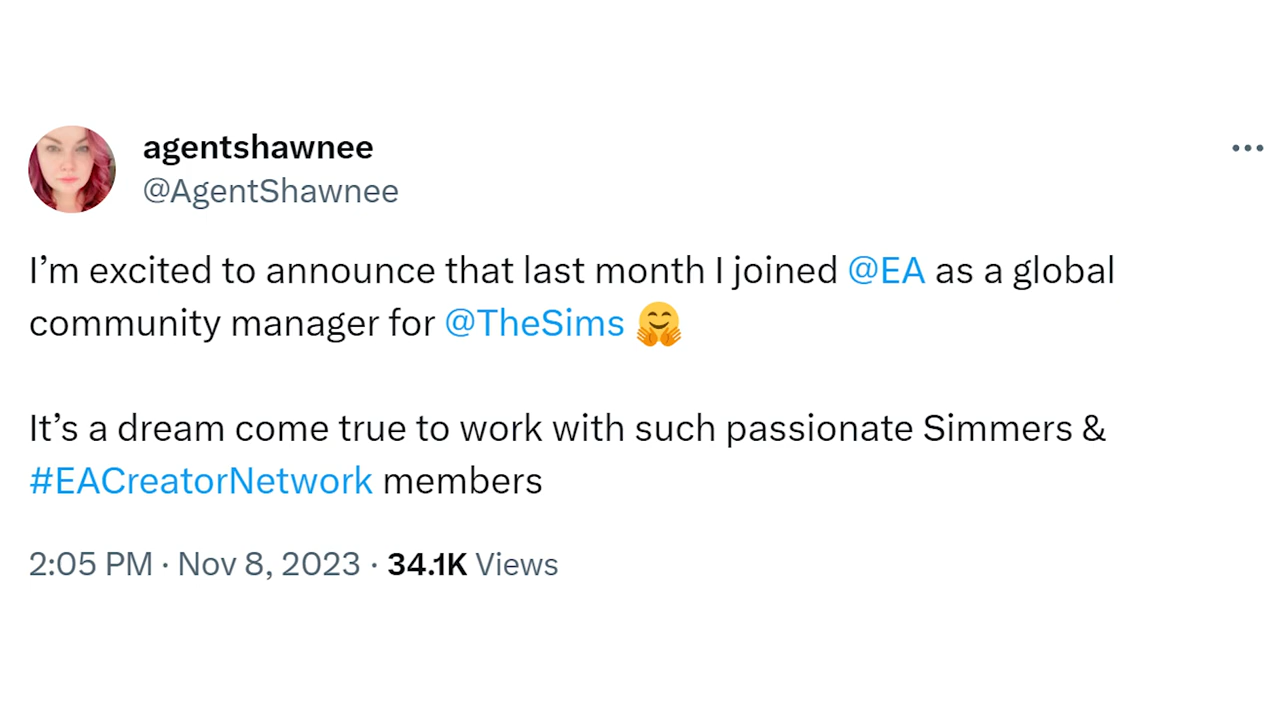 agentshawnee
@AgentShawnee
I’m excited to announce that last month I joined @EA as a global
community manager for @TheSims 🤗
It’s a dream come true to work with such passionate Simmers &
#EACreatorNetwork members
2:05 PM · Nov 8, 2023 · 34.1K Views